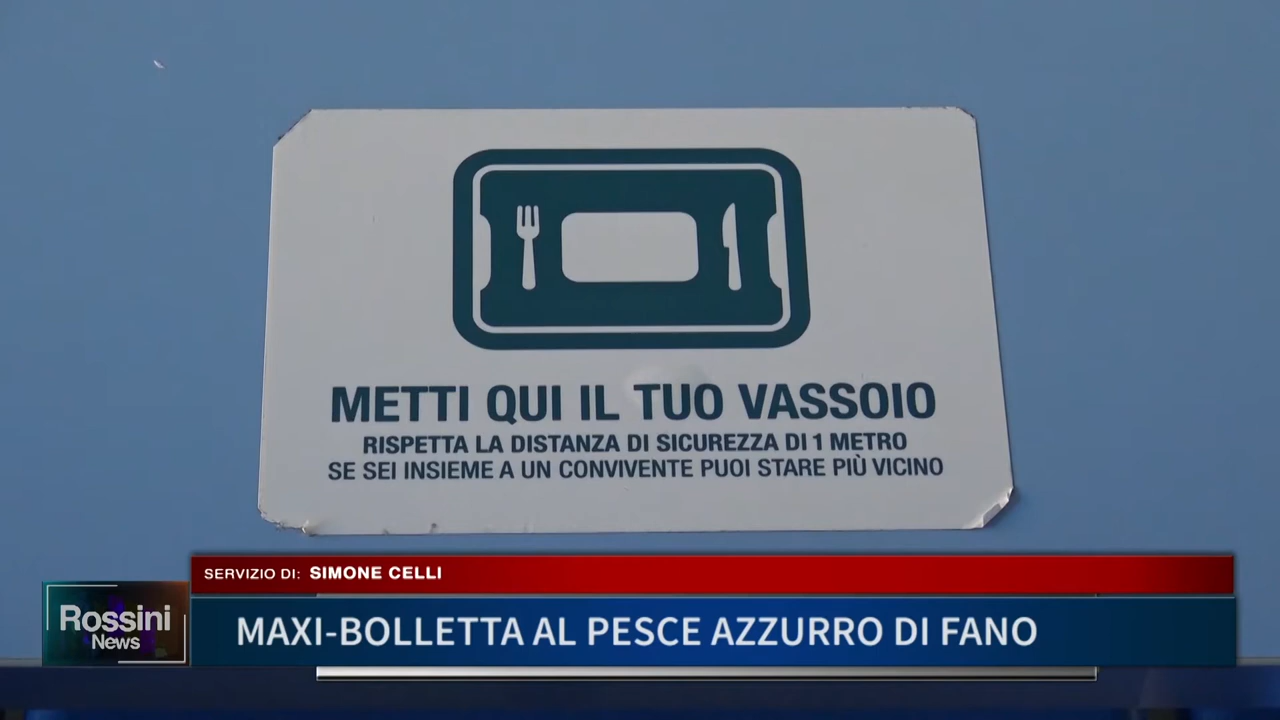 METTI QUI IL TUO VASSOIO
RISPETTA LA DISTANZA DI SICUREZZA DI 1 METRO
SE SEI INSIEME A UN CONVIVENTE PUOI STARE PIÙ VICINO
SERVIZIO DI: SIMONE CELLI
Rossini
News
MAXI-BOLLETTA AL PESCE AZZURRO DI FANO